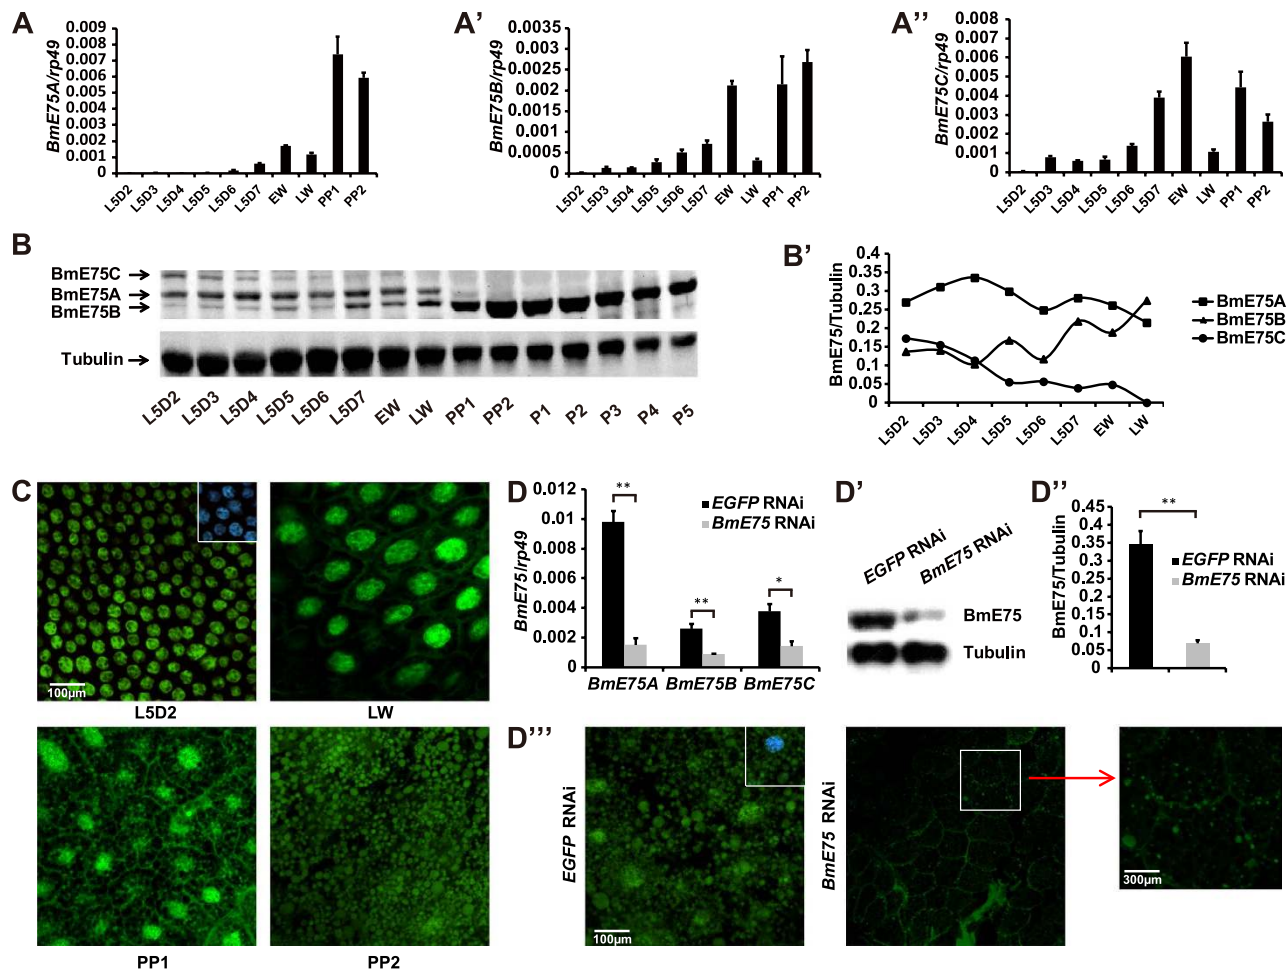 A
BmE75A/rp49
0.009
0.008
0.007
0.006
0.005
0.004
0.003
0.002
0.001
0
L5D2
L5D3
L5D4
L5D5
L5D6
L5D7
EW
LW
PP1
PP2
A'
BmE75B/rp49
0.0035
0.003
0.0025
0.002
0.0015
0.001
0.0005
0
L5D2
L5D3
L5D4
L5D5
L5D6
L5D7
EW
LW
PP1
PP2
A''
BmE75C/rp49
0.008
0.007
0.006
0.005
0.004
0.003
0.002
0.001
0
L5D2
L5D3
L5D4
L5D5
L5D6
L5D7
EW
LW
PP1
PP2
B
BmE75C
BmE75A
BmE75B
Tubulin
L5D2
L5D3
L5D4
L5D5
L5D6
L5D7
EW
LW
PP1
PP2
P1
P2
P3
P4
P5
B'
BmE75/Tubulin
0.4
0.35
0.3
0.25
0.2
0.15
0.1
0.05
0
L5D2
L5D3
L5D4
L5D5
L5D6
L5D7
EW
LW
BmE75A
BmE75B
BmE75C
C
100μm
L5D2
LW
PP1
PP2
D
BmE75/rp49
0.012
0.01
0.008
0.006
0.004
0.002
0
**
**
*
EGFP RNAi
BmE75 RNAi
BmE75A
BmE75B
BmE75C
D'
EGFP RNAi
BmE75 RNAi
BmE75
Tubulin
D''
BmE75/Tubulin
0.45
0.4
0.35
0.3
0.25
0.2
0.15
0.1
0.05
0
**
EGFP RNAi
BmE75 RNAi
D'''
EGFP RNAi
100μm
BmE75 RNAi
300μm